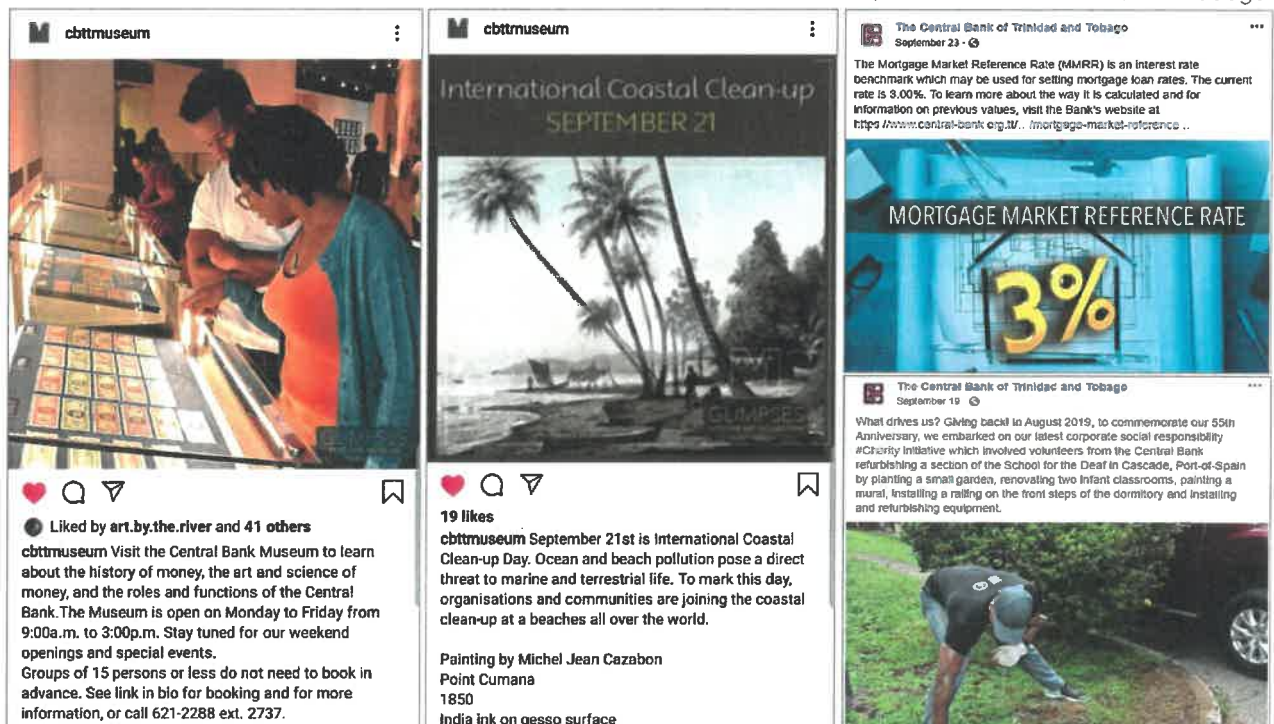 cbttmuseum
Liked by art.by.the.river and 41 others
cbttmuseum Visit the Central Bank Museum to learn
about the history of money, the art and science of
money, and the roles and functions of the Central
Bank.The Museum is open on Monday to Friday from
9:00a.m. to 3:00p.m. Stay tuned for our weekend
openings and special events.
Groups of 15 persons or less do not need to book in
advance. See link in bio for booking and for more
information, or call 621-2288 ext. 2737.
cbttmuseum
International Coastal Clean-up
SEPTEMBER 21
GLIMPSES
19 likes
cbttmuseum September 21st is International Coastal
Clean-up Day. Ocean and beach pollution pose a direct
threat to marine and terrestrial life. To mark this day,
organisations and communities are joining the coastal
clean-up at a beaches all over the world.
Painting by Michel Jean Cazabon
Point Cumana
1850
India ink on gesso surface
The Central Bank of Trinidad and Tobago
September 23
The Mortgage Market Reference Rate (MMRR) is an interest rate
benchmark which may be used for setting mortgage loan rates. The current
rate is 3.00%. To learn more about the way it is calculated and for
information on previous values, visit the Bank's website at
https://www.central-bank.org.tt/... /mortgage-market-reference ..
MORTGAGE MARKET REFERENCE RATE
3%
The Central Bank of Trinidad and Tobago
September 19
What drives us? Giving back! In August 2019, to commemorate our 55th
Anniversary, we embarked on our latest corporate social responsibility
#Charity initiative which involved volunteers from the Central Bank
refurbishing a section of the School for the Deaf in Cascade, Port-of-Spain
by planting a small garden, renovating two infant classrooms, painting a
mural, installing a railing on the front steps of the dormitory and installing
and refurbishing equipment.